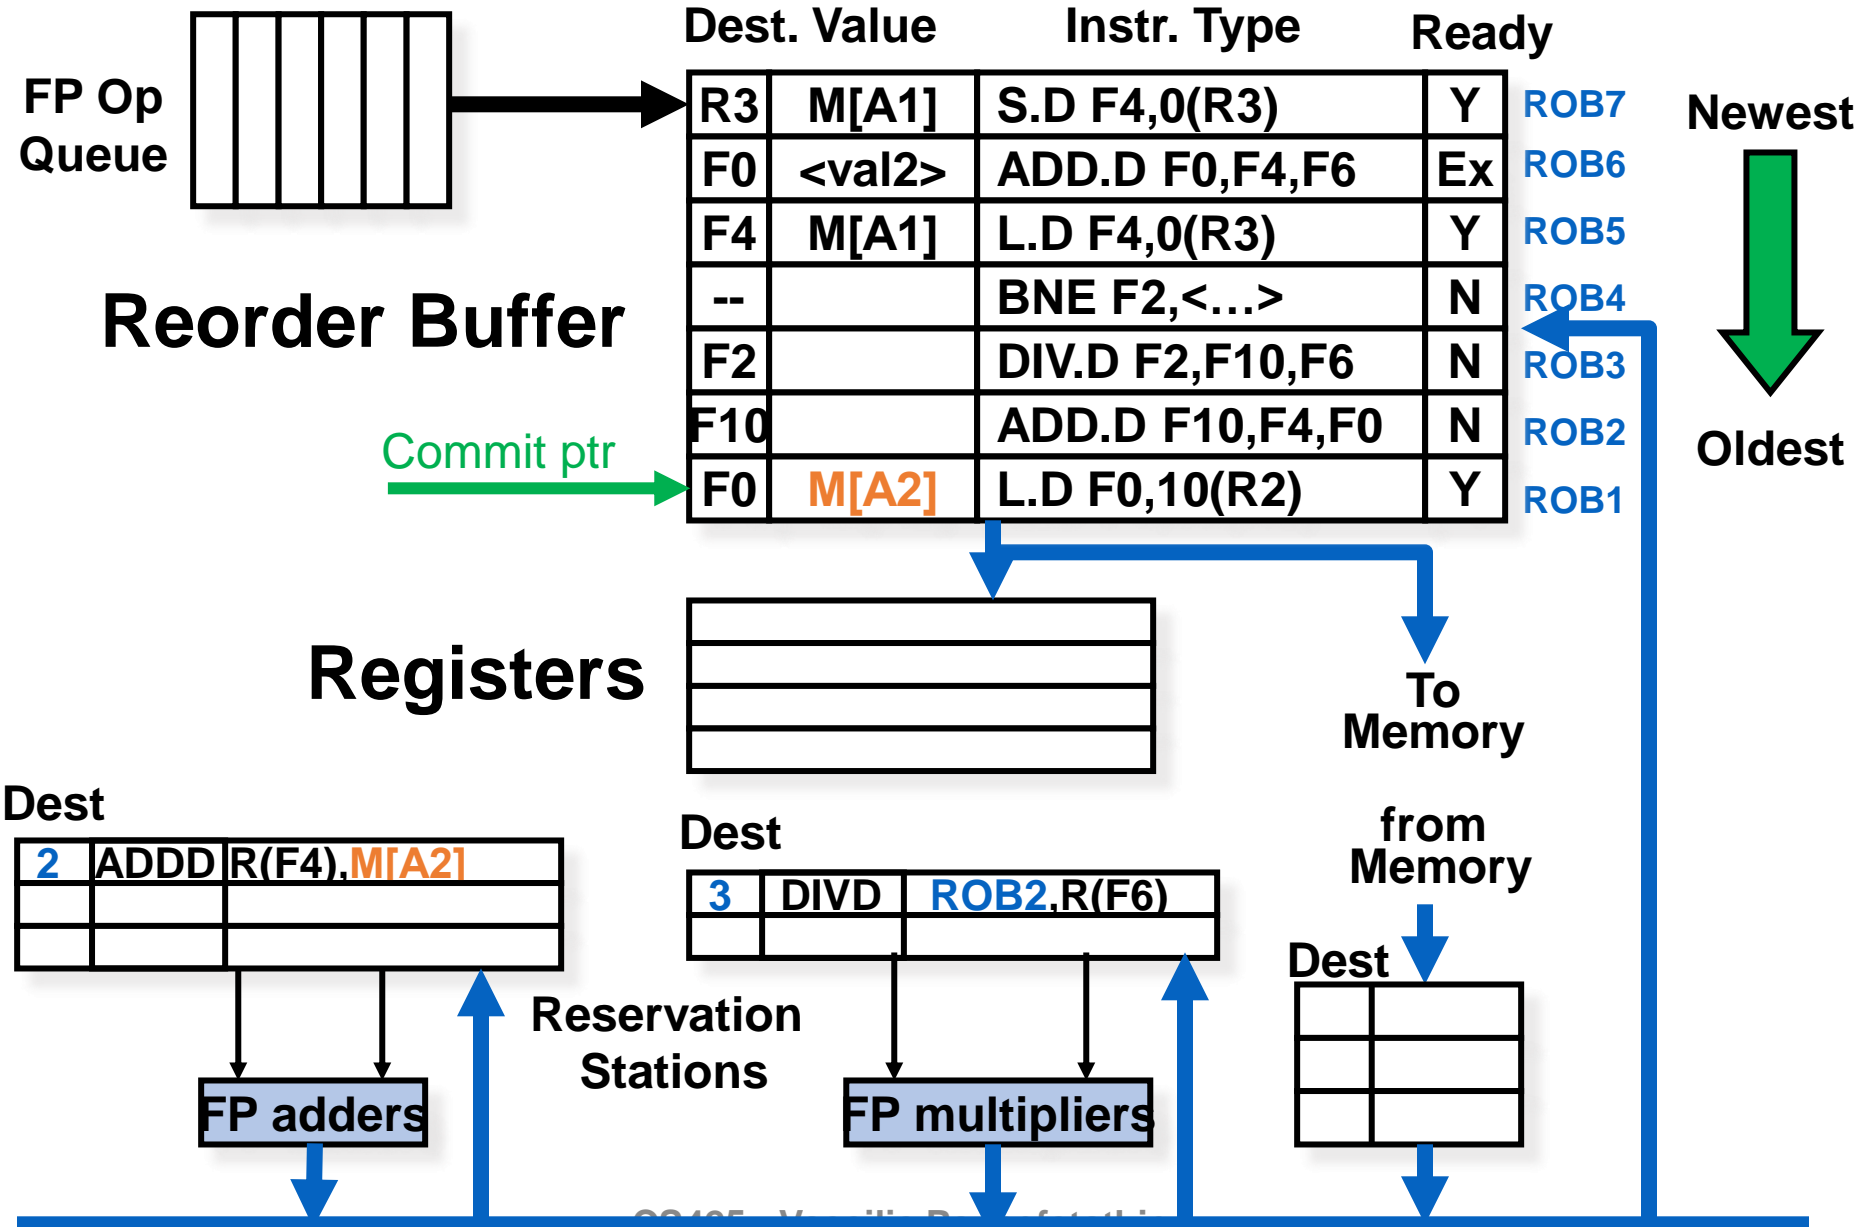 Dest. Value Instr. Type Ready
FP Op
Queue
R3 M[A1] S.D F4,0(R3) Y ROB7
F0 <val2> ADD.D F0,F4,F6 Ex ROB6
F4 M[A1] L.D F4,0(R3) Y ROB5
-- BNE F2,<…> N ROB4
F2 DIV.D F2,F10,F6 N ROB3
F10 ADD.D F10,F4,F0 N ROB2
F0 M[A2] L.D F0,10(R2) Y ROB1
Newest
Oldest
Reorder Buffer
Commit ptr
Registers
To
Memory
from
Memory
Dest
2 ADDD R(F4),M[A2]
Dest
3 DIVD ROB2,R(F6)
Dest
Reservation
Stations
FP adders
FP multipliers